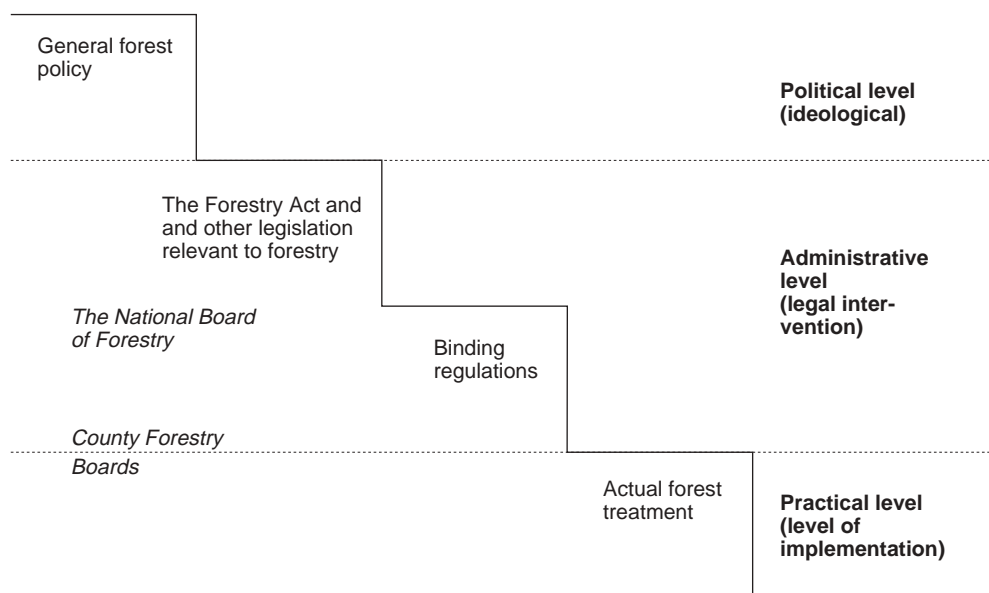 General forest
policy
Political level
(ideological)
The Forestry Act and
and other legislation
relevant to forestry
Administrative
level
(legal inter-
vention)
The National Board
of Forestry
Binding
regulations
County Forestry
Boards
Actual forest
treatment
Practical level
(level of
implementation)